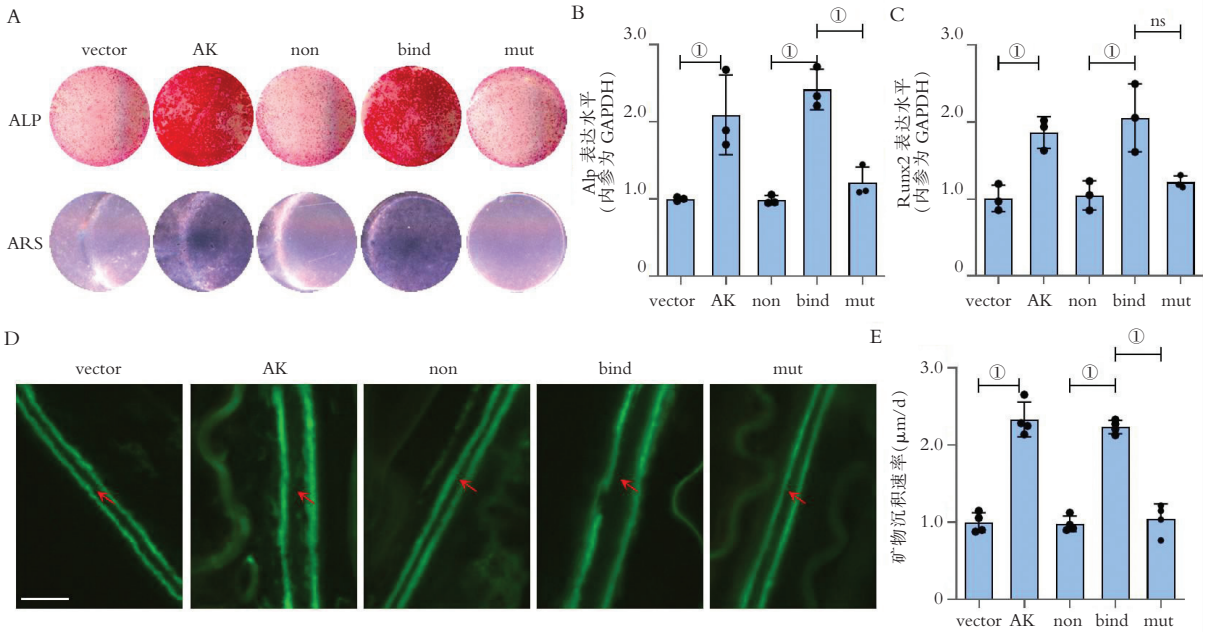 A
vector AK non bind mut
ALP
ARS
B
Alp 表达水平
(内参为 GAPDH)
3.0
2.0
1.0
0
① ① ①
vector AK non bind mut
C
Runx2 表达水平
(内参为 GAPDH)
3.0
2.0
1.0
0
① ① ns
vector AK non bind mut
D
vector AK non bind mut
E
矿物沉积速率(μm/d)
3.0
2.0
1.0
0
① ① ①
vector AK non bind mut